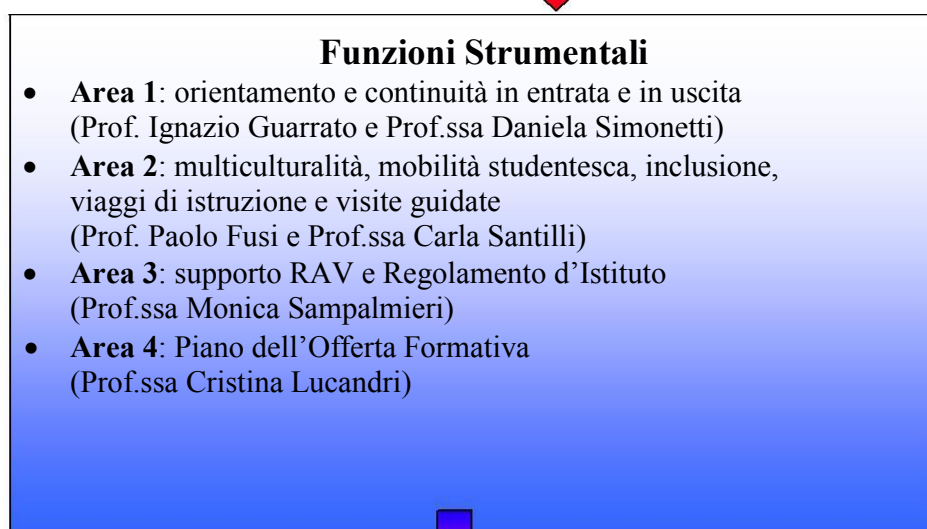 Funzioni Strumentali
• Area 1: orientamento e continuità in entrata e in uscita
(Prof. Ignazio Guarrato e Prof.ssa Daniela Simonetti)
• Area 2: multiculturalità, mobilità studentesca, inclusione,
viaggi di istruzione e visite guidate
(Prof. Paolo Fusi e Prof.ssa Carla Santilli)
• Area 3: supporto RAV e Regolamento d’Istituto
(Prof.ssa Monica Sampalmieri)
• Area 4: Piano dell’Offerta Formativa
(Prof.ssa Cristina Lucandri)